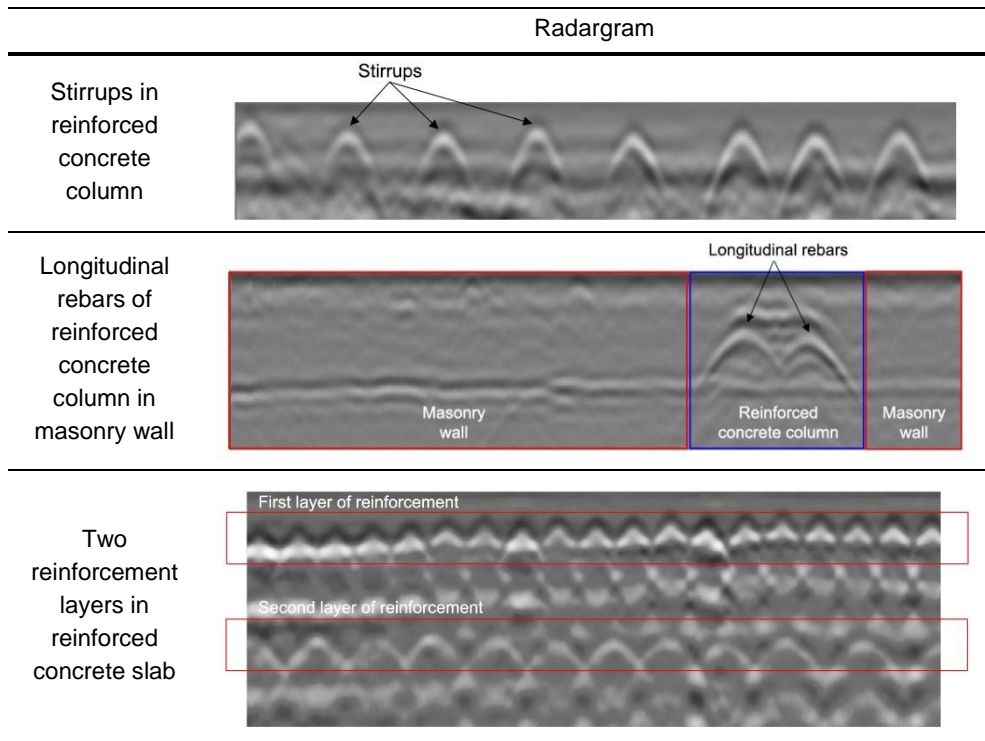 Radargram
Stirrups in
reinforced
concrete
column
Stirrups
Longitudinal
rebars of
reinforced
concrete
column in
masonry wall
Longitudinal rebars
Masonry
wall
Reinforced
concrete column
Masonry
wall
Two
reinforcement
layers in
reinforced
concrete slab
First layer of reinforcement
Second layer of reinforcement